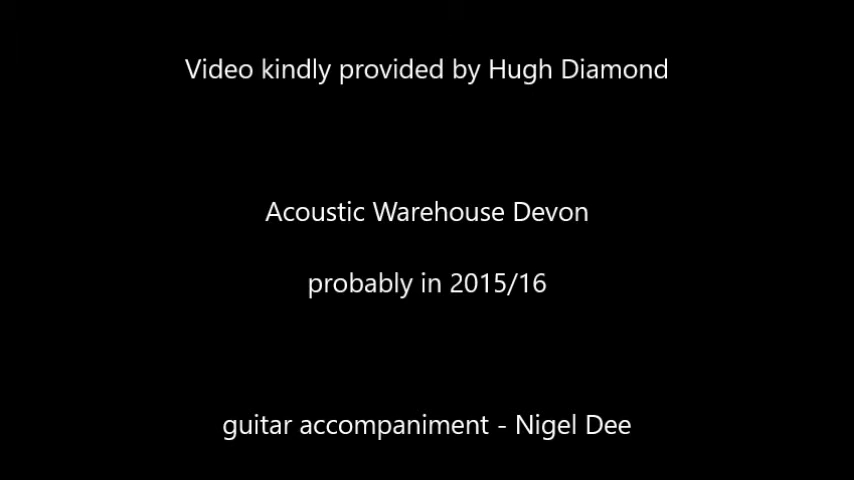 Video kindly provided by Hugh Diamond
Acoustic Warehouse Devon
probably in 2015/16
guitar accompaniment - Nigel Dee